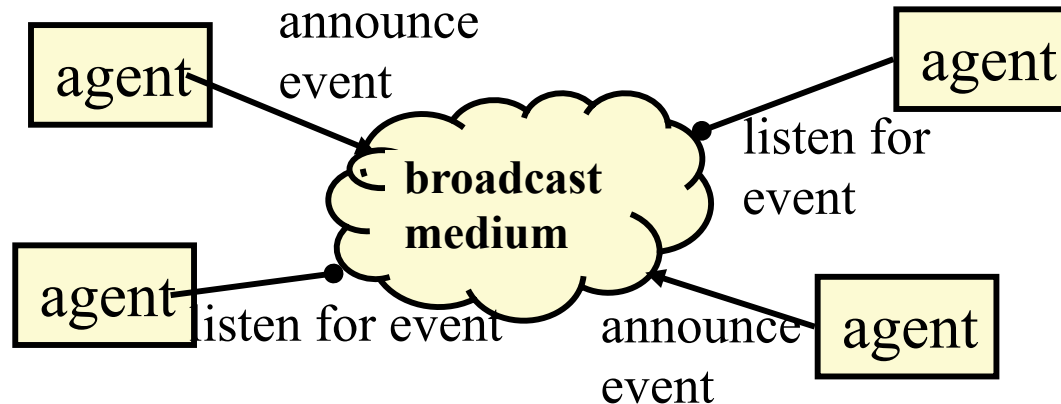 agent
announce
event
agent
listen for
event
broadcast
medium
agent
listen for event
announce
event
agent